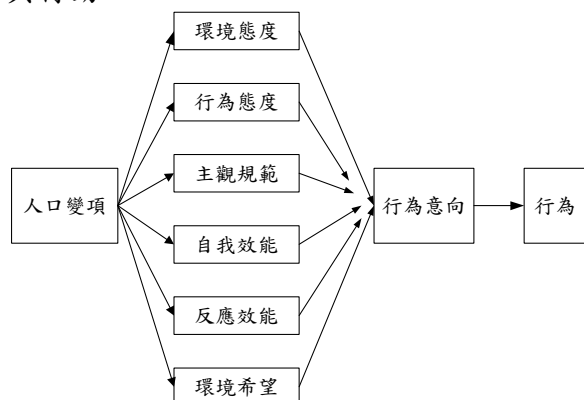 環境態度
行為態度
主觀規範
人口變項
行為意向
行為
自我效能
反應效能
環境希望